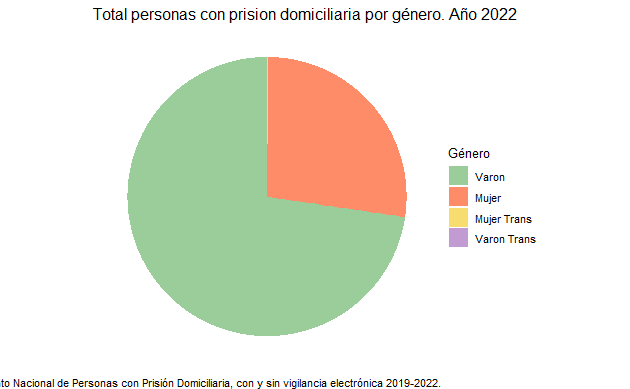 Total personas con prision domiciliaria por género. Año 2022
Género
Varon
Mujer
Mujer Trans
Varon Trans
Nacional de Personas con Prisión Domiciliaria, con y sin vigilancia electrónica 2019-2022.